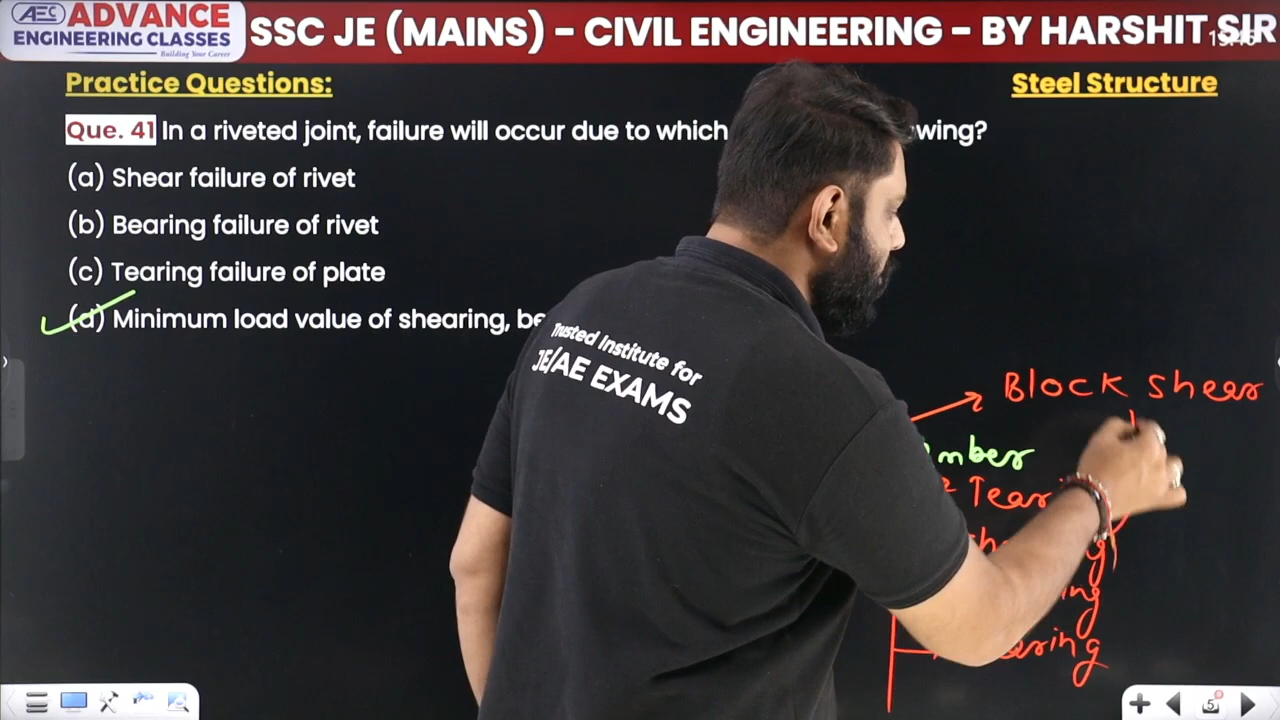 AEC ADVANCE
ENGINEERING CLASSES
Building Your Career
SSC JE (MAINS) - CIVIL ENGINEERING - BY HARSHIT SIR
Practice Questions:
Steel Structure
Que. 41 In a riveted joint, failure will occur due to which
(a) Shear failure of rivet
(b) Bearing failure of rivet
(c) Tearing failure of plate
(d) Minimum load value of shearing,
Trusted Institute for
JE/AE EXAMS
Block Shear
5